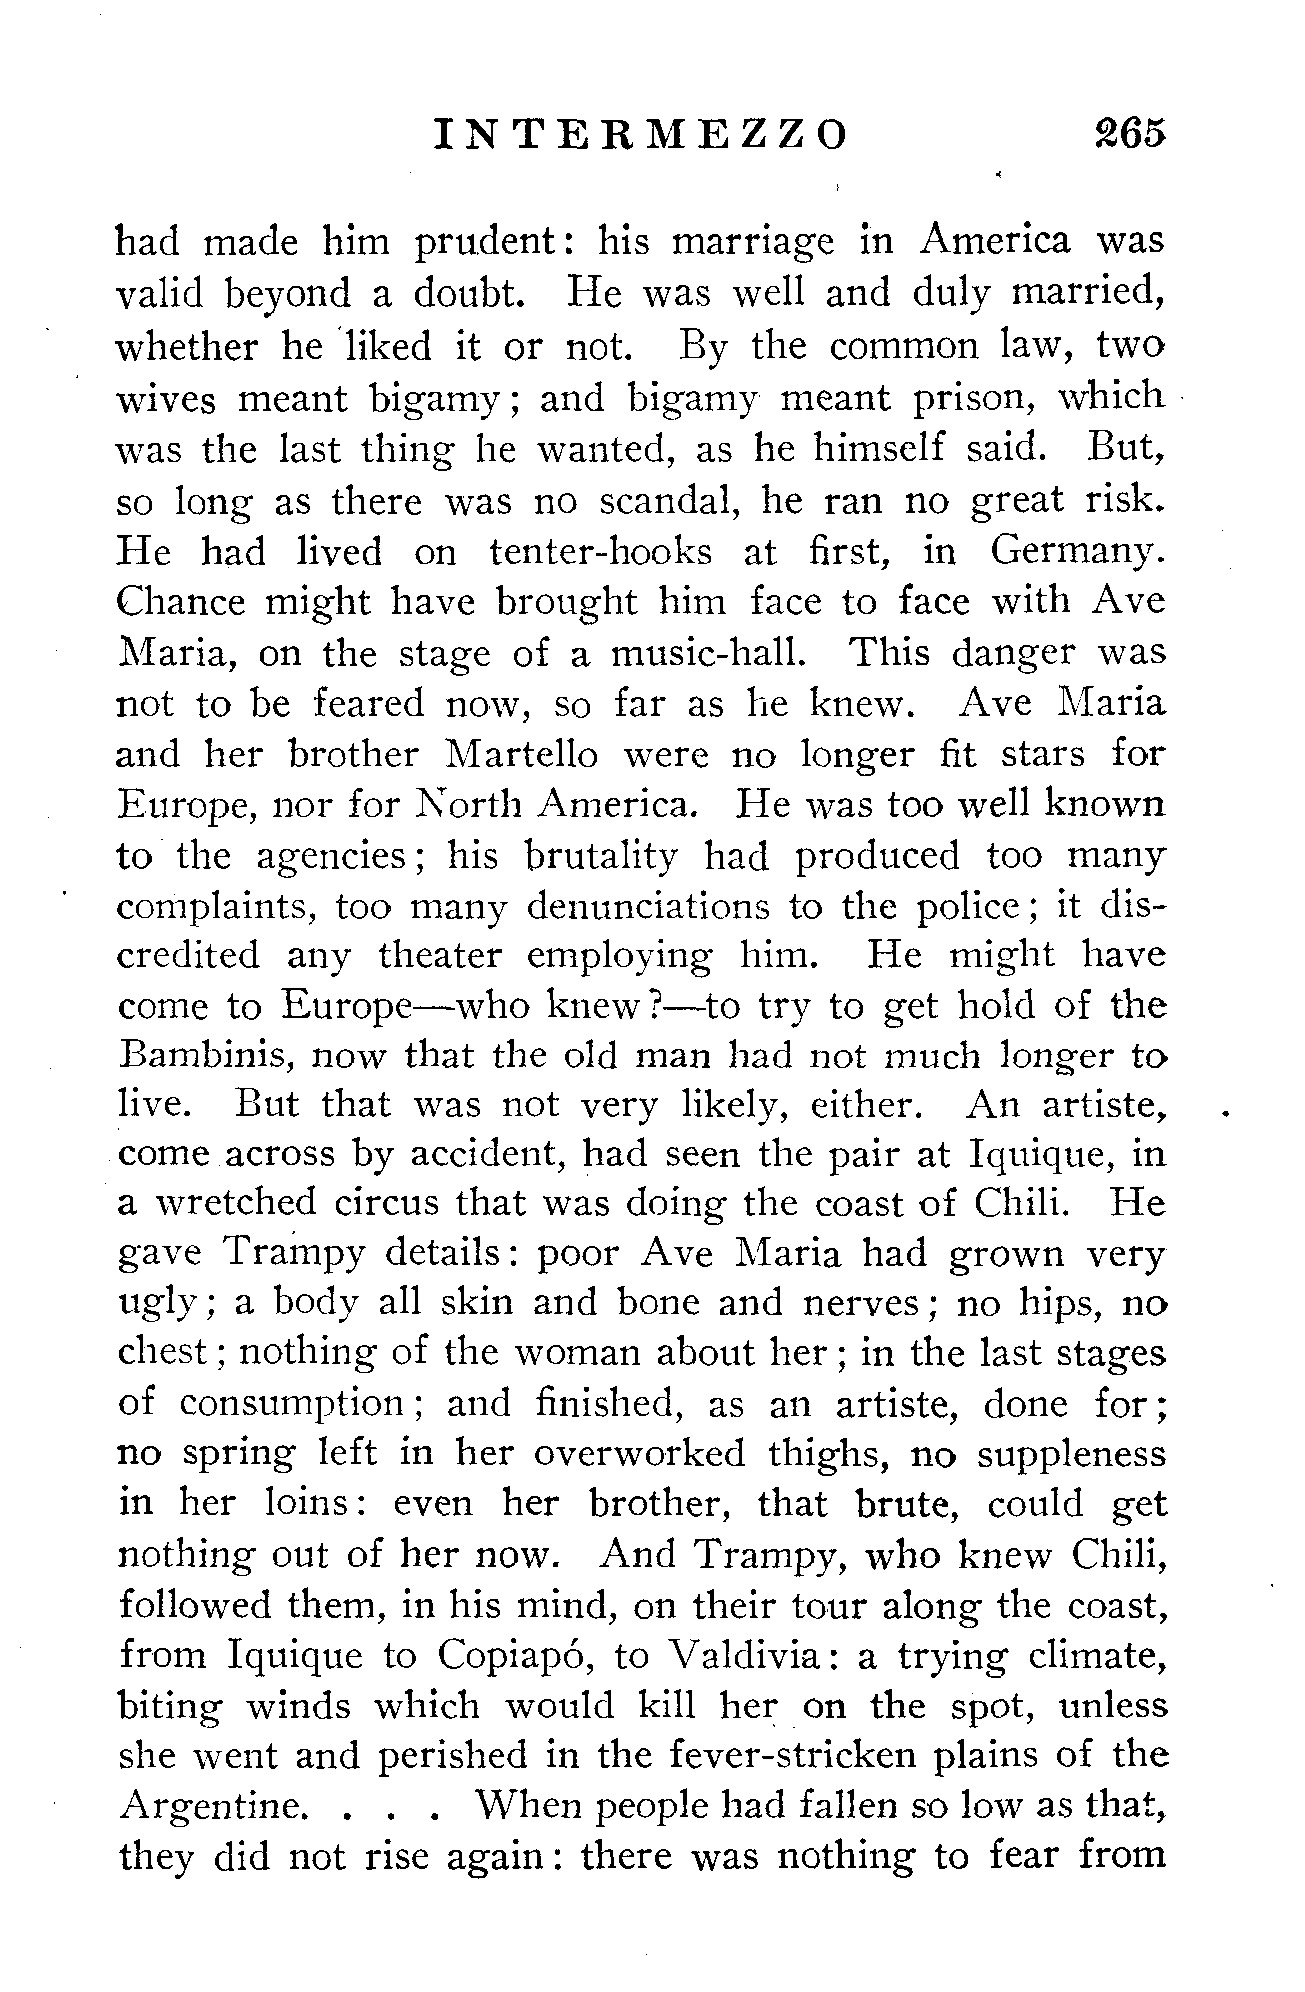 INTERMEZZO 265
had made him prudent: his marriage in America was
valid beyond a doubt. He was well and duly married,
whether he liked it or not. By the common law, two
wives meant bigamy; and bigamy meant prison, which
was the last thing he wanted, as he himself said. But,
so long as there was no scandal, he ran no great risk.
He had lived on tenter-hooks at first, in Germany.
Chance might have brought him face to face with Ave
Maria, on the stage of a music-hall. This danger was
not to be feared now, so far as he knew. Ave Maria
and her brother Martello were no longer fit stars for
Europe, nor for North America. He was too well known
to the agencies; his brutality had produced too many
complaints, too many denunciations to the police; it dis-
credited any theater employing him. He might have
come to Europe—who knew?—to try to get hold of the
Bambinis, now that the old man had not much longer to
live. But that was not very likely, either. An artiste,
come across by accident, had seen the pair at Iquique, in
a wretched circus that was doing the coast of Chili. He
gave Trampy details: poor Ave Maria had grown very
ugly; a body all skin and bone and nerves; no hips, no
chest; nothing of the woman about her; in the last stages
of consumption; and finished, as an artiste, done for;
no spring left in her overworked thighs, no suppleness
in her loins: even her brother, that brute, could get
nothing out of her now. And Trampy, who knew Chili,
followed them, in his mind, on their tour along the coast,
from Iquique to Copiapó, to Valdivia: a trying climate,
biting winds which would kill her on the spot, unless
she went and perished in the fever-stricken plains of the
Argentine. . . . When people had fallen so low as that,
they did not rise again: there was nothing to fear from